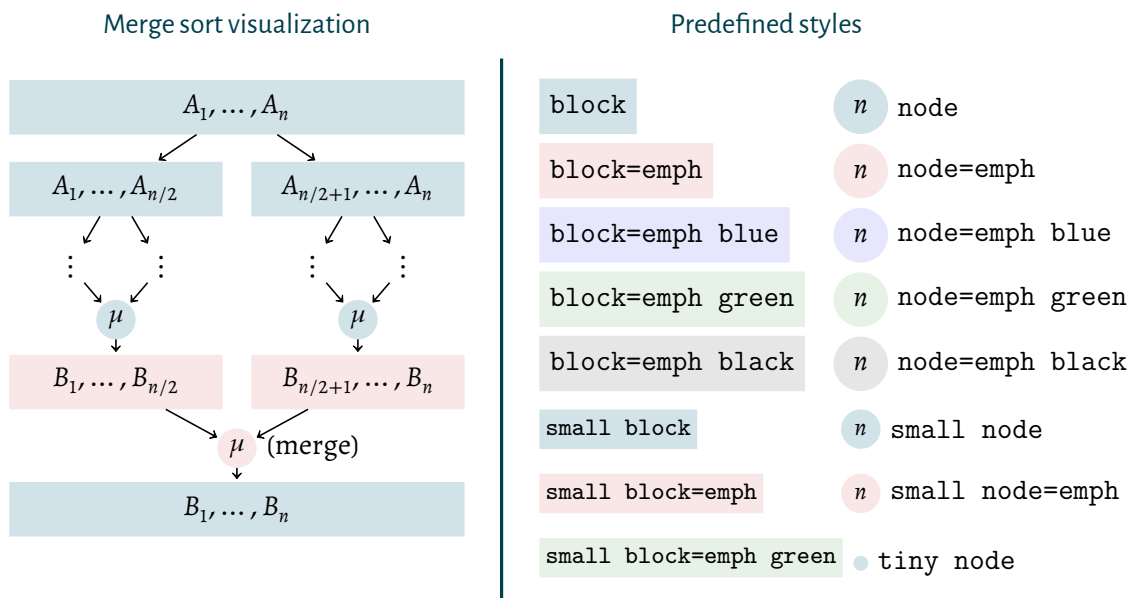 Merge sort visualization
A₁, … , Aₙ
A₁, … , Aₙ/₂
Aₙ/₂₊₁, … , Aₙ
⋮ ⋮ ⋮ ⋮
μ μ
B₁, … , Bₙ/₂
Bₙ/₂₊₁, … , Bₙ
μ (merge)
B₁, … , Bₙ
Predefined styles
block
n node
block=emph
n node=emph
block=emph blue
n node=emph blue
block=emph green
n node=emph green
block=emph black
n node=emph black
small block
n small node
small block=emph
n small node=emph
small block=emph green
tiny node